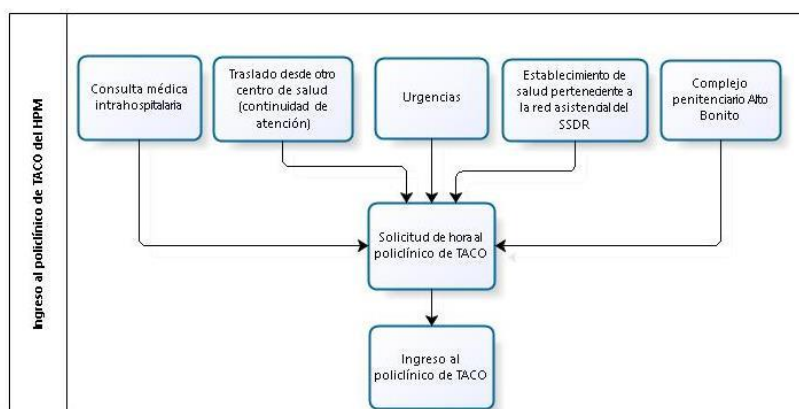 Ingreso al policlínico de TACO del HPM
Consulta médica
intrahospitalaria
Traslado desde otro
centro de salud
(continuidad de
atención)
Urgencias
Establecimiento de
salud perteneciente a
la red asistencial del
SSDR
Complejo
penitenciario Alto
Bonito
Solicitud de hora al
policlínico de TACO
Ingreso al
policlínico de TACO